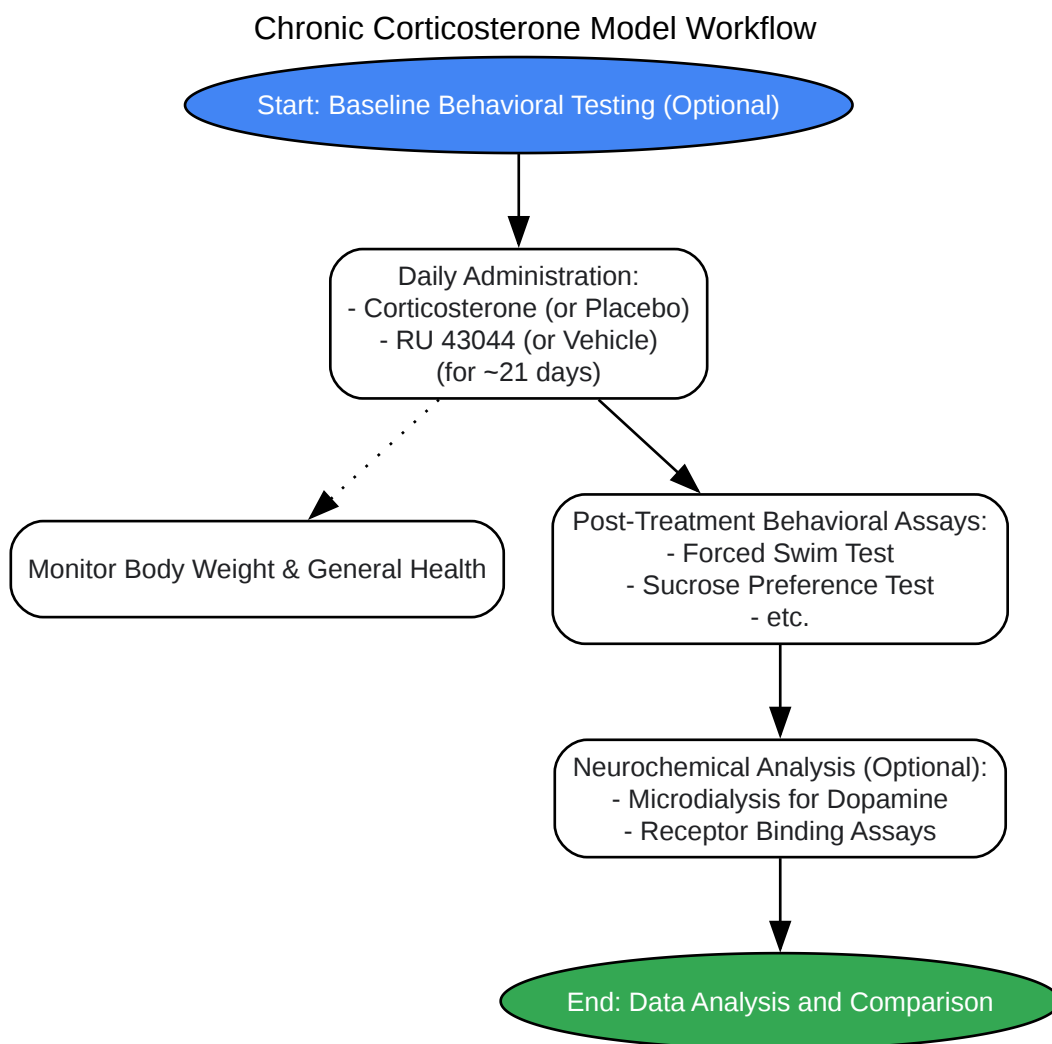 Chronic Corticosterone Model Workflow
Start: Baseline Behavioral Testing (Optional)
Daily Administration:
- Corticosterone (or Placebo)
- RU 43044 (or Vehicle)
(for ~21 days)
Monitor Body Weight & General Health
Post-Treatment Behavioral Assays:
- Forced Swim Test
- Sucrose Preference Test
- etc.
Neurochemical Analysis (Optional):
- Microdialysis for Dopamine
- Receptor Binding Assays
End: Data Analysis and Comparison